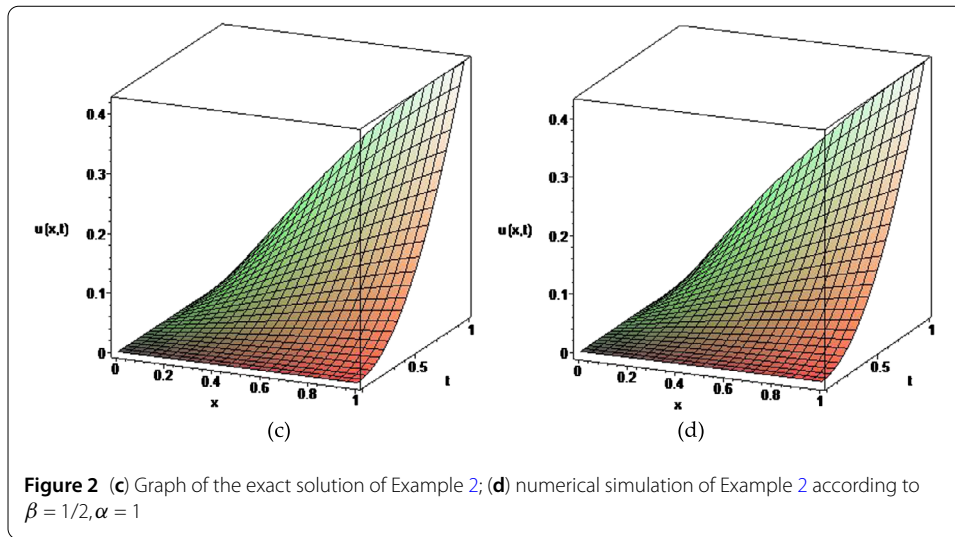 0.4
0.3
u(x,t)
0.2
0.1
0
0
0.2
0.4
0.6
0.8
1
x
0.5
1
t
(c)
0.4
0.3
u(x,t)
0.2
0.1
0
0
0.2
0.4
0.6
0.8
1
x
0.5
1
t
(d)
Figure 2 (c) Graph of the exact solution of Example 2; (d) numerical simulation of Example 2 according to
β = 1/2, α = 1